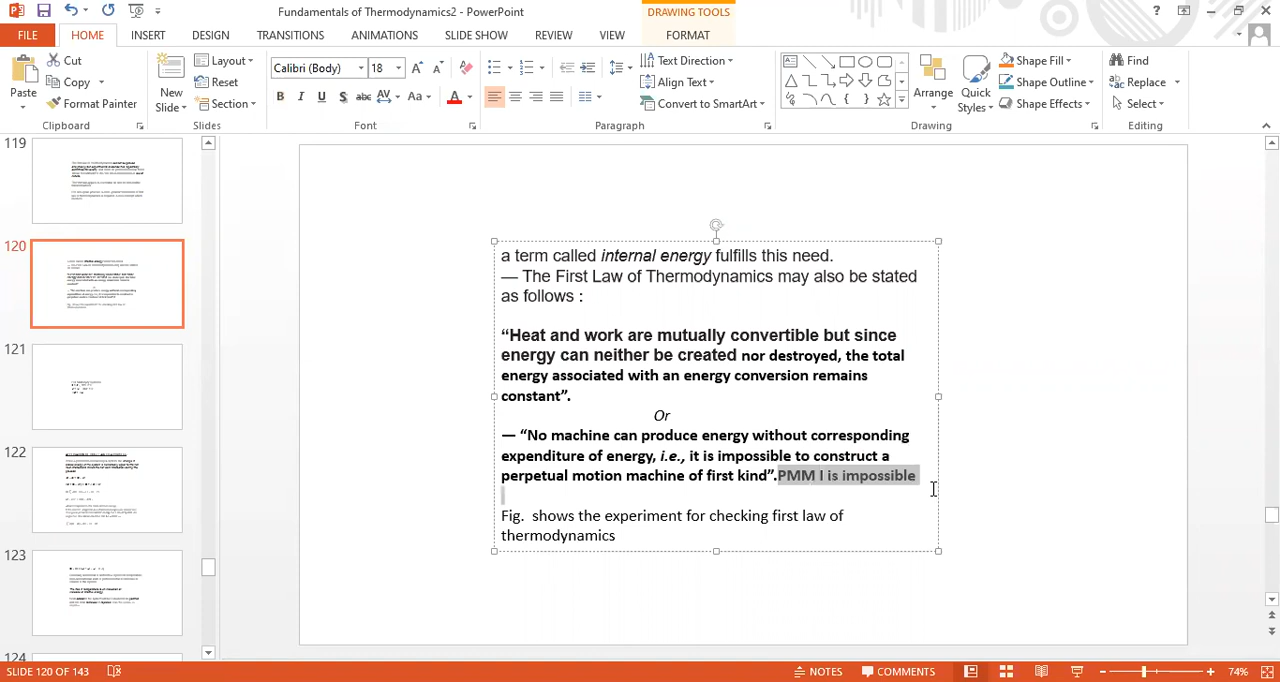 Fundamentals of Thermodynamics2 - PowerPoint
DRAWING TOOLS
FILE HOME INSERT DESIGN TRANSITIONS ANIMATIONS SLIDE SHOW REVIEW VIEW FORMAT
Paste
Cut
Copy
Format Painter
Clipboard
New Slide
Layout
Reset
Section
Slides
Calibri (Body) 18
B I U S abc AV Aa A
Font
Text Direction
Align Text
Convert to SmartArt
Paragraph
Arrange
Quick Styles
Shape Fill
Shape Outline
Shape Effects
Drawing
Find
Replace
Select
Editing
119
120
121
122
123
124
a term called internal energy fulfills this need.
— The First Law of Thermodynamics may also be stated
as follows :
“Heat and work are mutually convertible but since
energy can neither be created nor destroyed, the total
energy associated with an energy conversion remains
constant”.
Or
— “No machine can produce energy without corresponding
expenditure of energy, i.e., it is impossible to construct a
perpetual motion machine of first kind”.PMM I is impossible
Fig. shows the experiment for checking first law of
thermodynamics
SLIDE 120 OF 143
NOTES
COMMENTS
74%